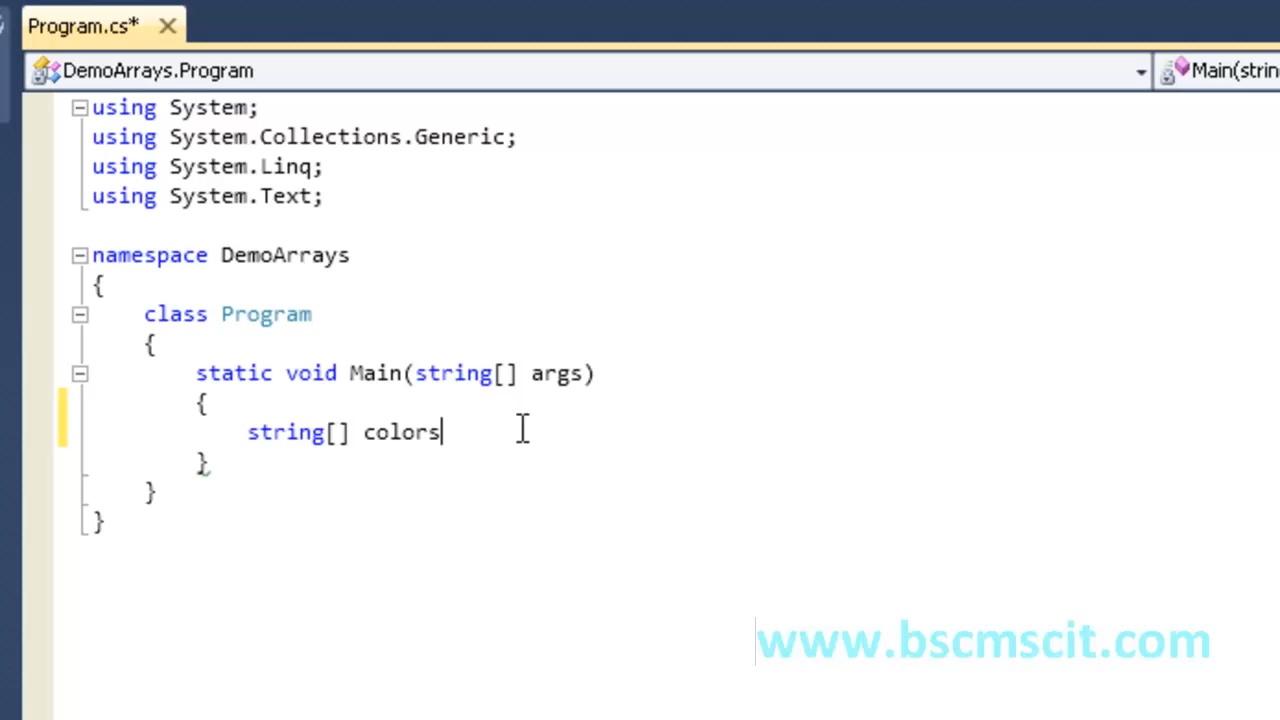 Program.cs*
DemoArrays.Program
Main(strin
using System;
using System.Collections.Generic;
using System.Linq;
using System.Text;
namespace DemoArrays
{
class Program
{
static void Main(string[] args)
{
string[] colors
}
}
}
www.bscmscit.com